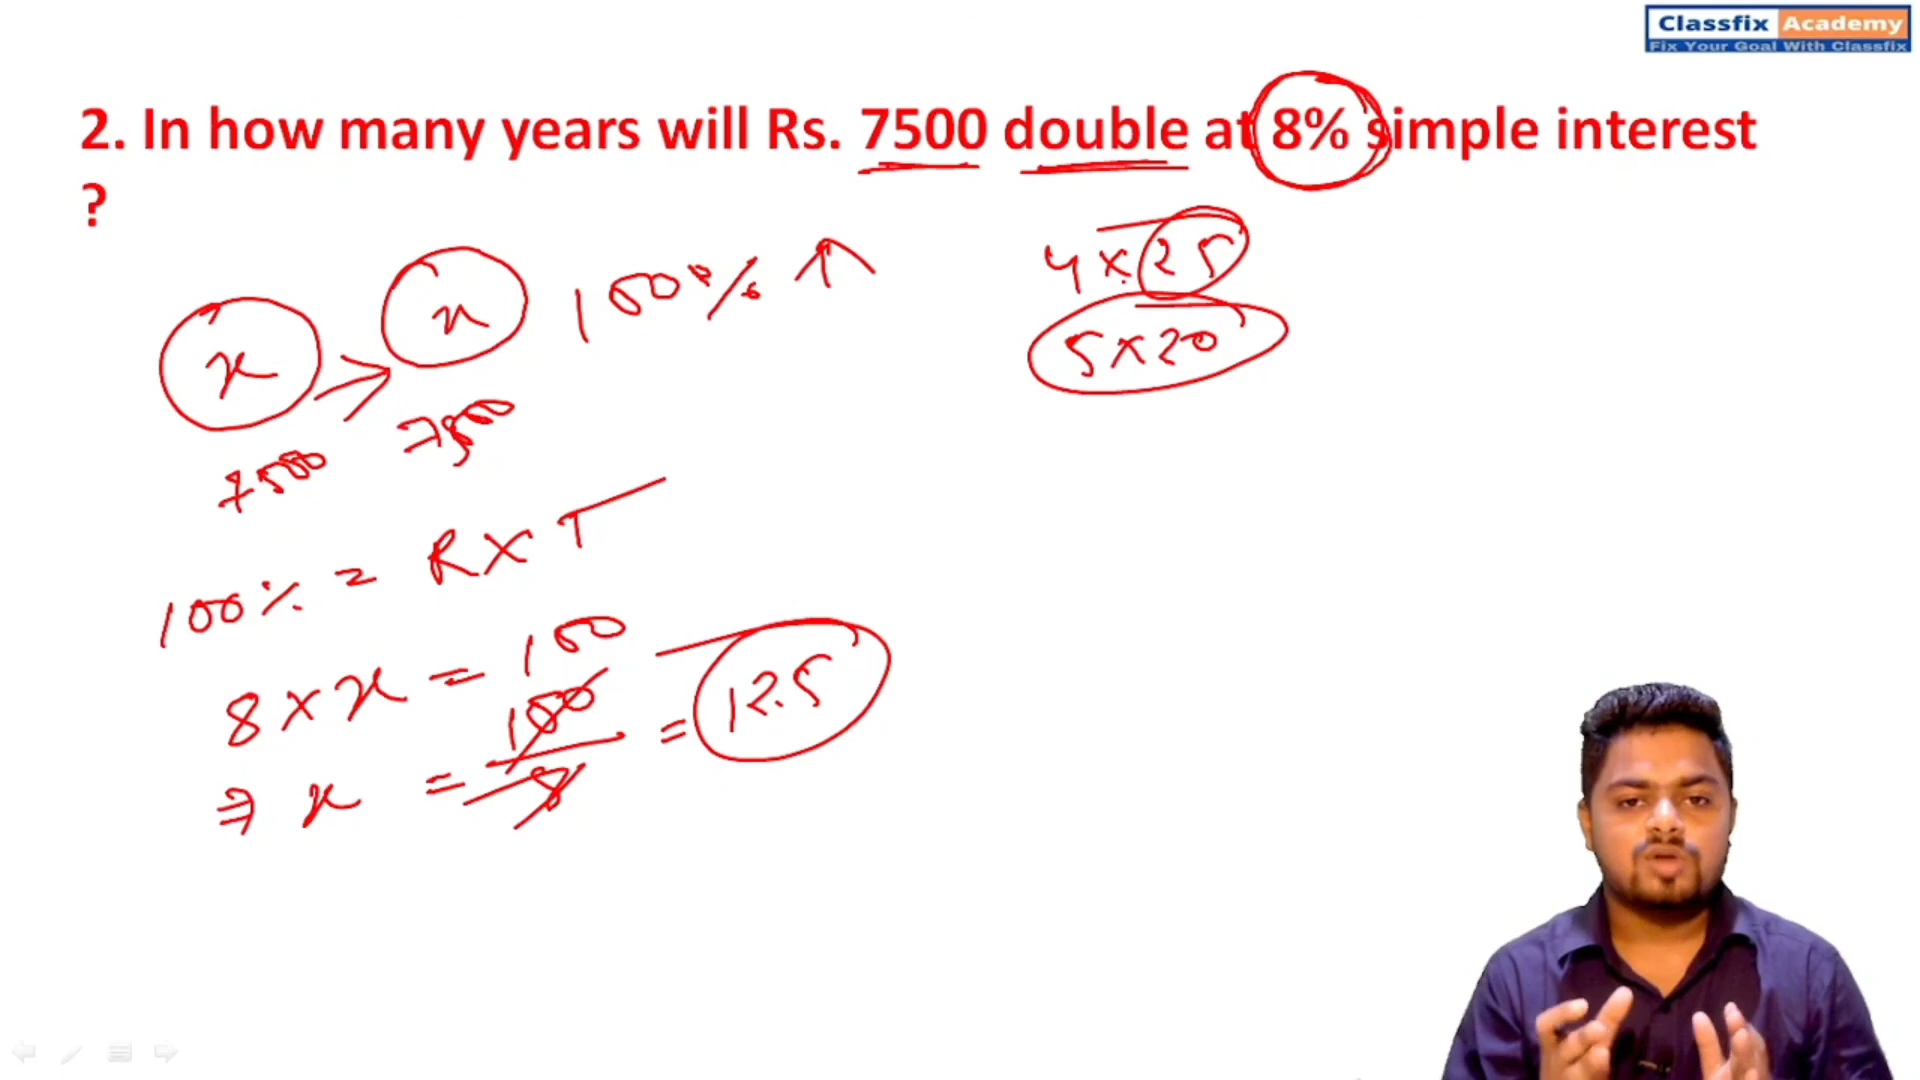 Classfix Academy
Fix Your Goal With Classfix
2. In how many years will Rs. 7500 double at 8% simple interest
?
x x 100% ↑
7500 7500
4 x 25
5 x 20
100% = R x T
8 x x = 100
⇒ x = 100/8 = 12.5